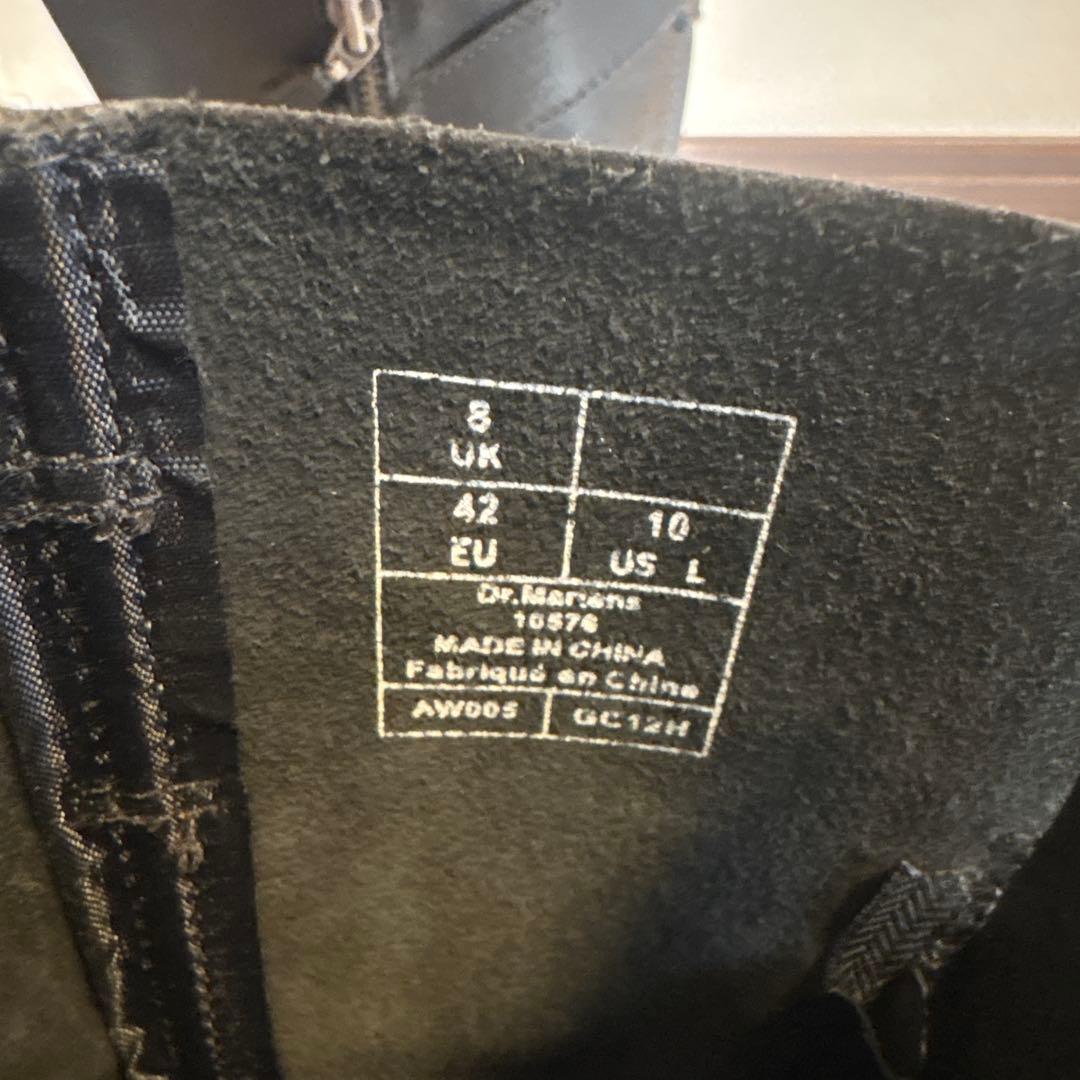 8
UK
42
EU
10
US L
Dr.Martens
10576
MADE IN CHINA
Fabriqué en Chine
AW005
GC12H